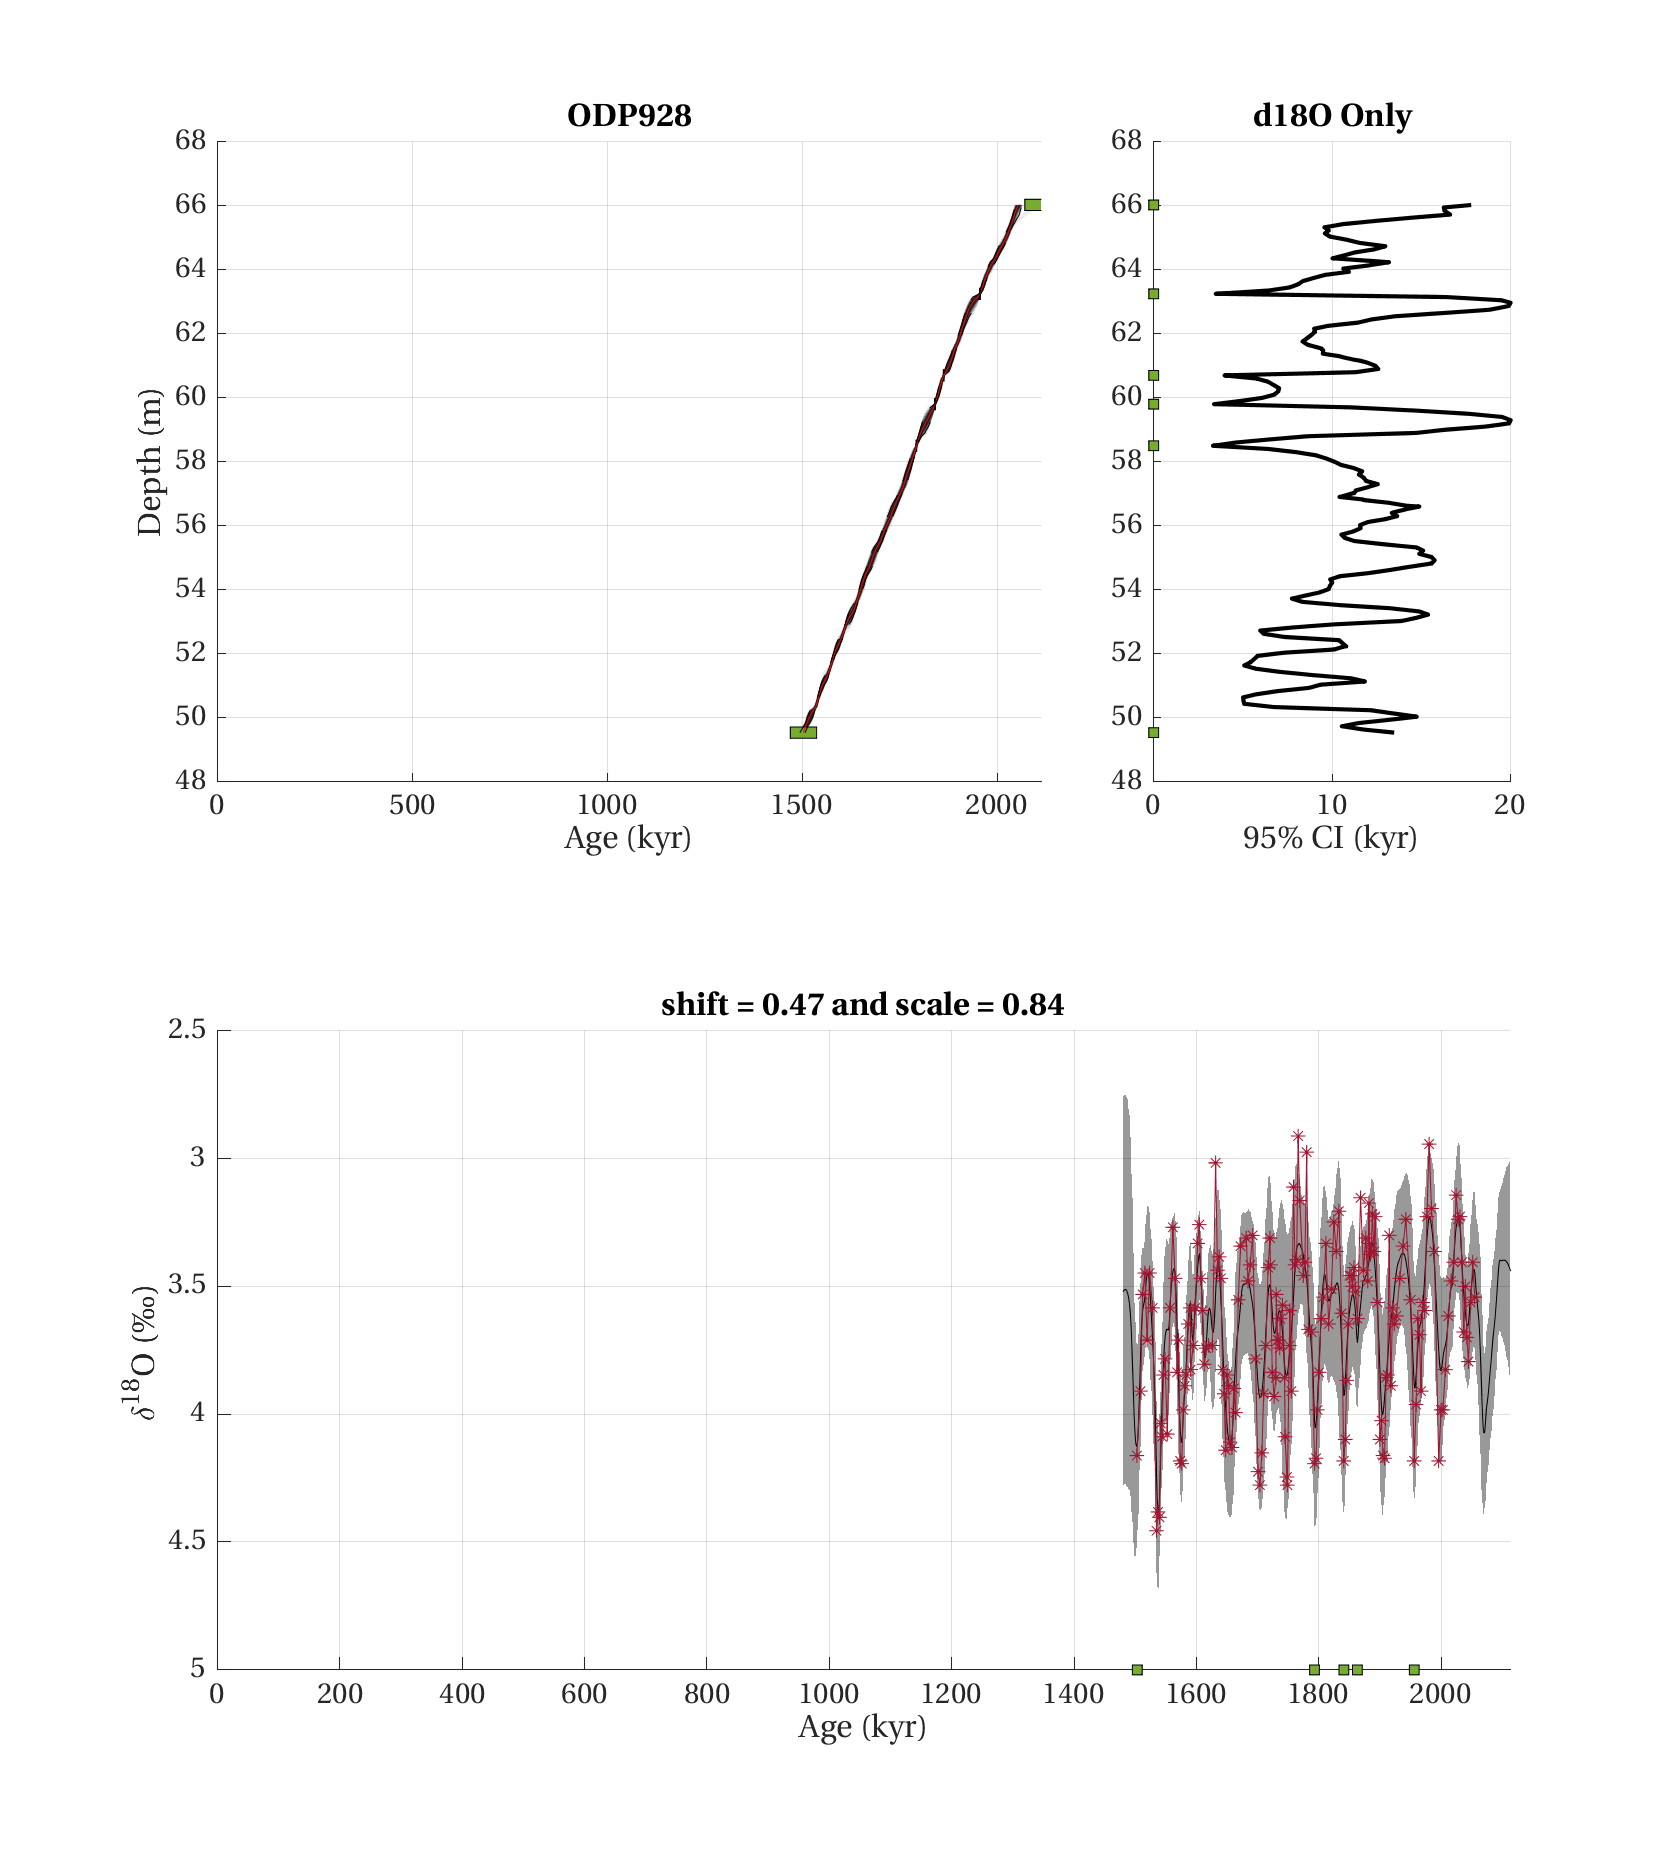 ODP928
68
66
64
62
60
58
56
54
52
50
48
Depth (m)
0 500 1000 1500 2000
Age (kyr)
d18O Only
68
66
64
62
60
58
56
54
52
50
48
0 10 20
95% CI (kyr)
shift = 0.47 and scale = 0.84
2.5
3
3.5
4
4.5
5
δ18O (‰)
0 200 400 600 800 1000 1200 1400 1600 1800 2000
Age (kyr)